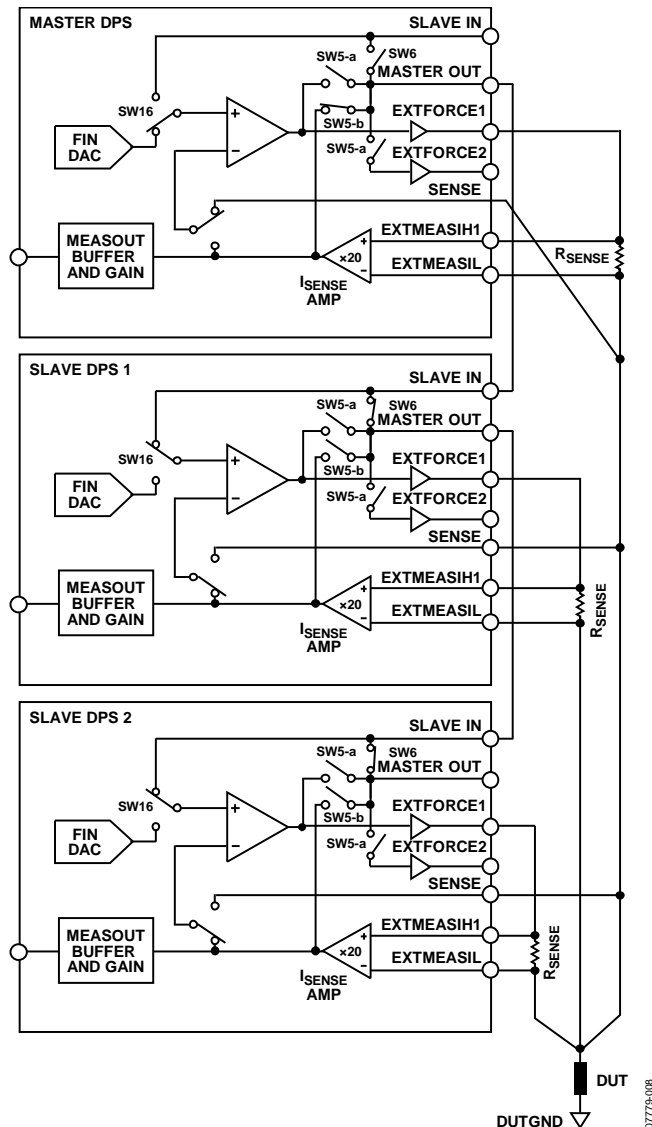 MASTER DPS
SLAVE IN
SW5-a
SW6
MASTER OUT
SW16
EXTFORCE1
SW5-b
FIN
DAC
SW5-a
EXTFORCE2
SENSE
EXTMEASIH1
+
–
MEASOUT
BUFFER
AND GAIN
+
×20
–
EXTMEASIL
RSENSE
ISENSE
AMP
SLAVE DPS 1
SLAVE IN
SW5-a
SW6
MASTER OUT
SW16
+
–
EXTFORCE1
SW5-b
FIN
DAC
SW5-a
EXTFORCE2
SENSE
EXTMEASIH1
MEASOUT
BUFFER
AND GAIN
+
×20
–
EXTMEASIL
RSENSE
ISENSE
AMP
SLAVE DPS 2
SLAVE IN
SW5-a
SW6
MASTER OUT
SW16
+
–
EXTFORCE1
SW5-b
FIN
DAC
SW5-a
EXTFORCE2
SENSE
EXTMEASIH1
MEASOUT
BUFFER
AND GAIN
+
×20
–
EXTMEASIL
RSENSE
ISENSE
AMP
DUT
DUTGND
07779-008